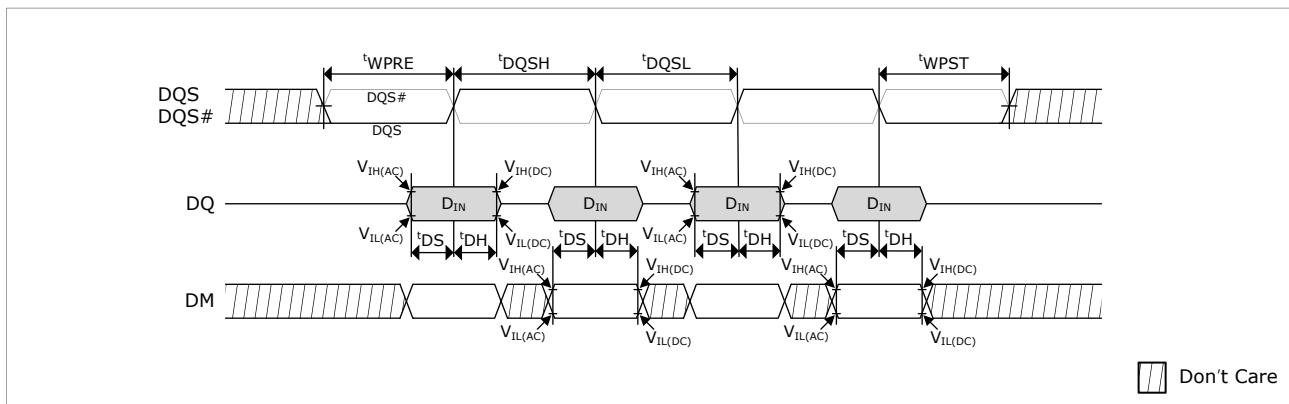 tWPRE tDQSH tDQSL tWPST
DQS
DQS#
DQS#
DQS
VIH(AC) VIH(DC) VIH(AC) VIH(DC)
DQ DIN DIN DIN DIN
VIL(AC) VIL(DC) VIL(AC) VIL(DC)
tDS tDH tDS tDH tDS tDH tDS tDH
VIH(AC) VIH(DC) VIH(AC) VIH(DC)
DM
VIL(AC) VIL(DC) VIL(AC) VIL(DC)
Don't Care